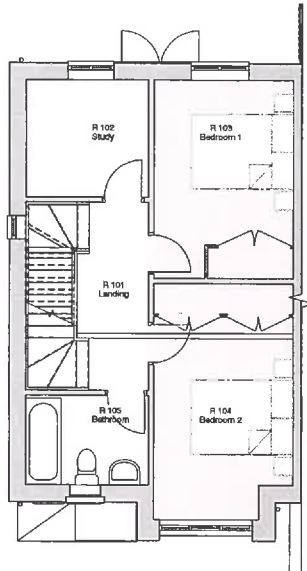 R 102
Study
R 103
Bedroom 1
R 101
Landing
R 105
Bathroom
R 104
Bedroom 2